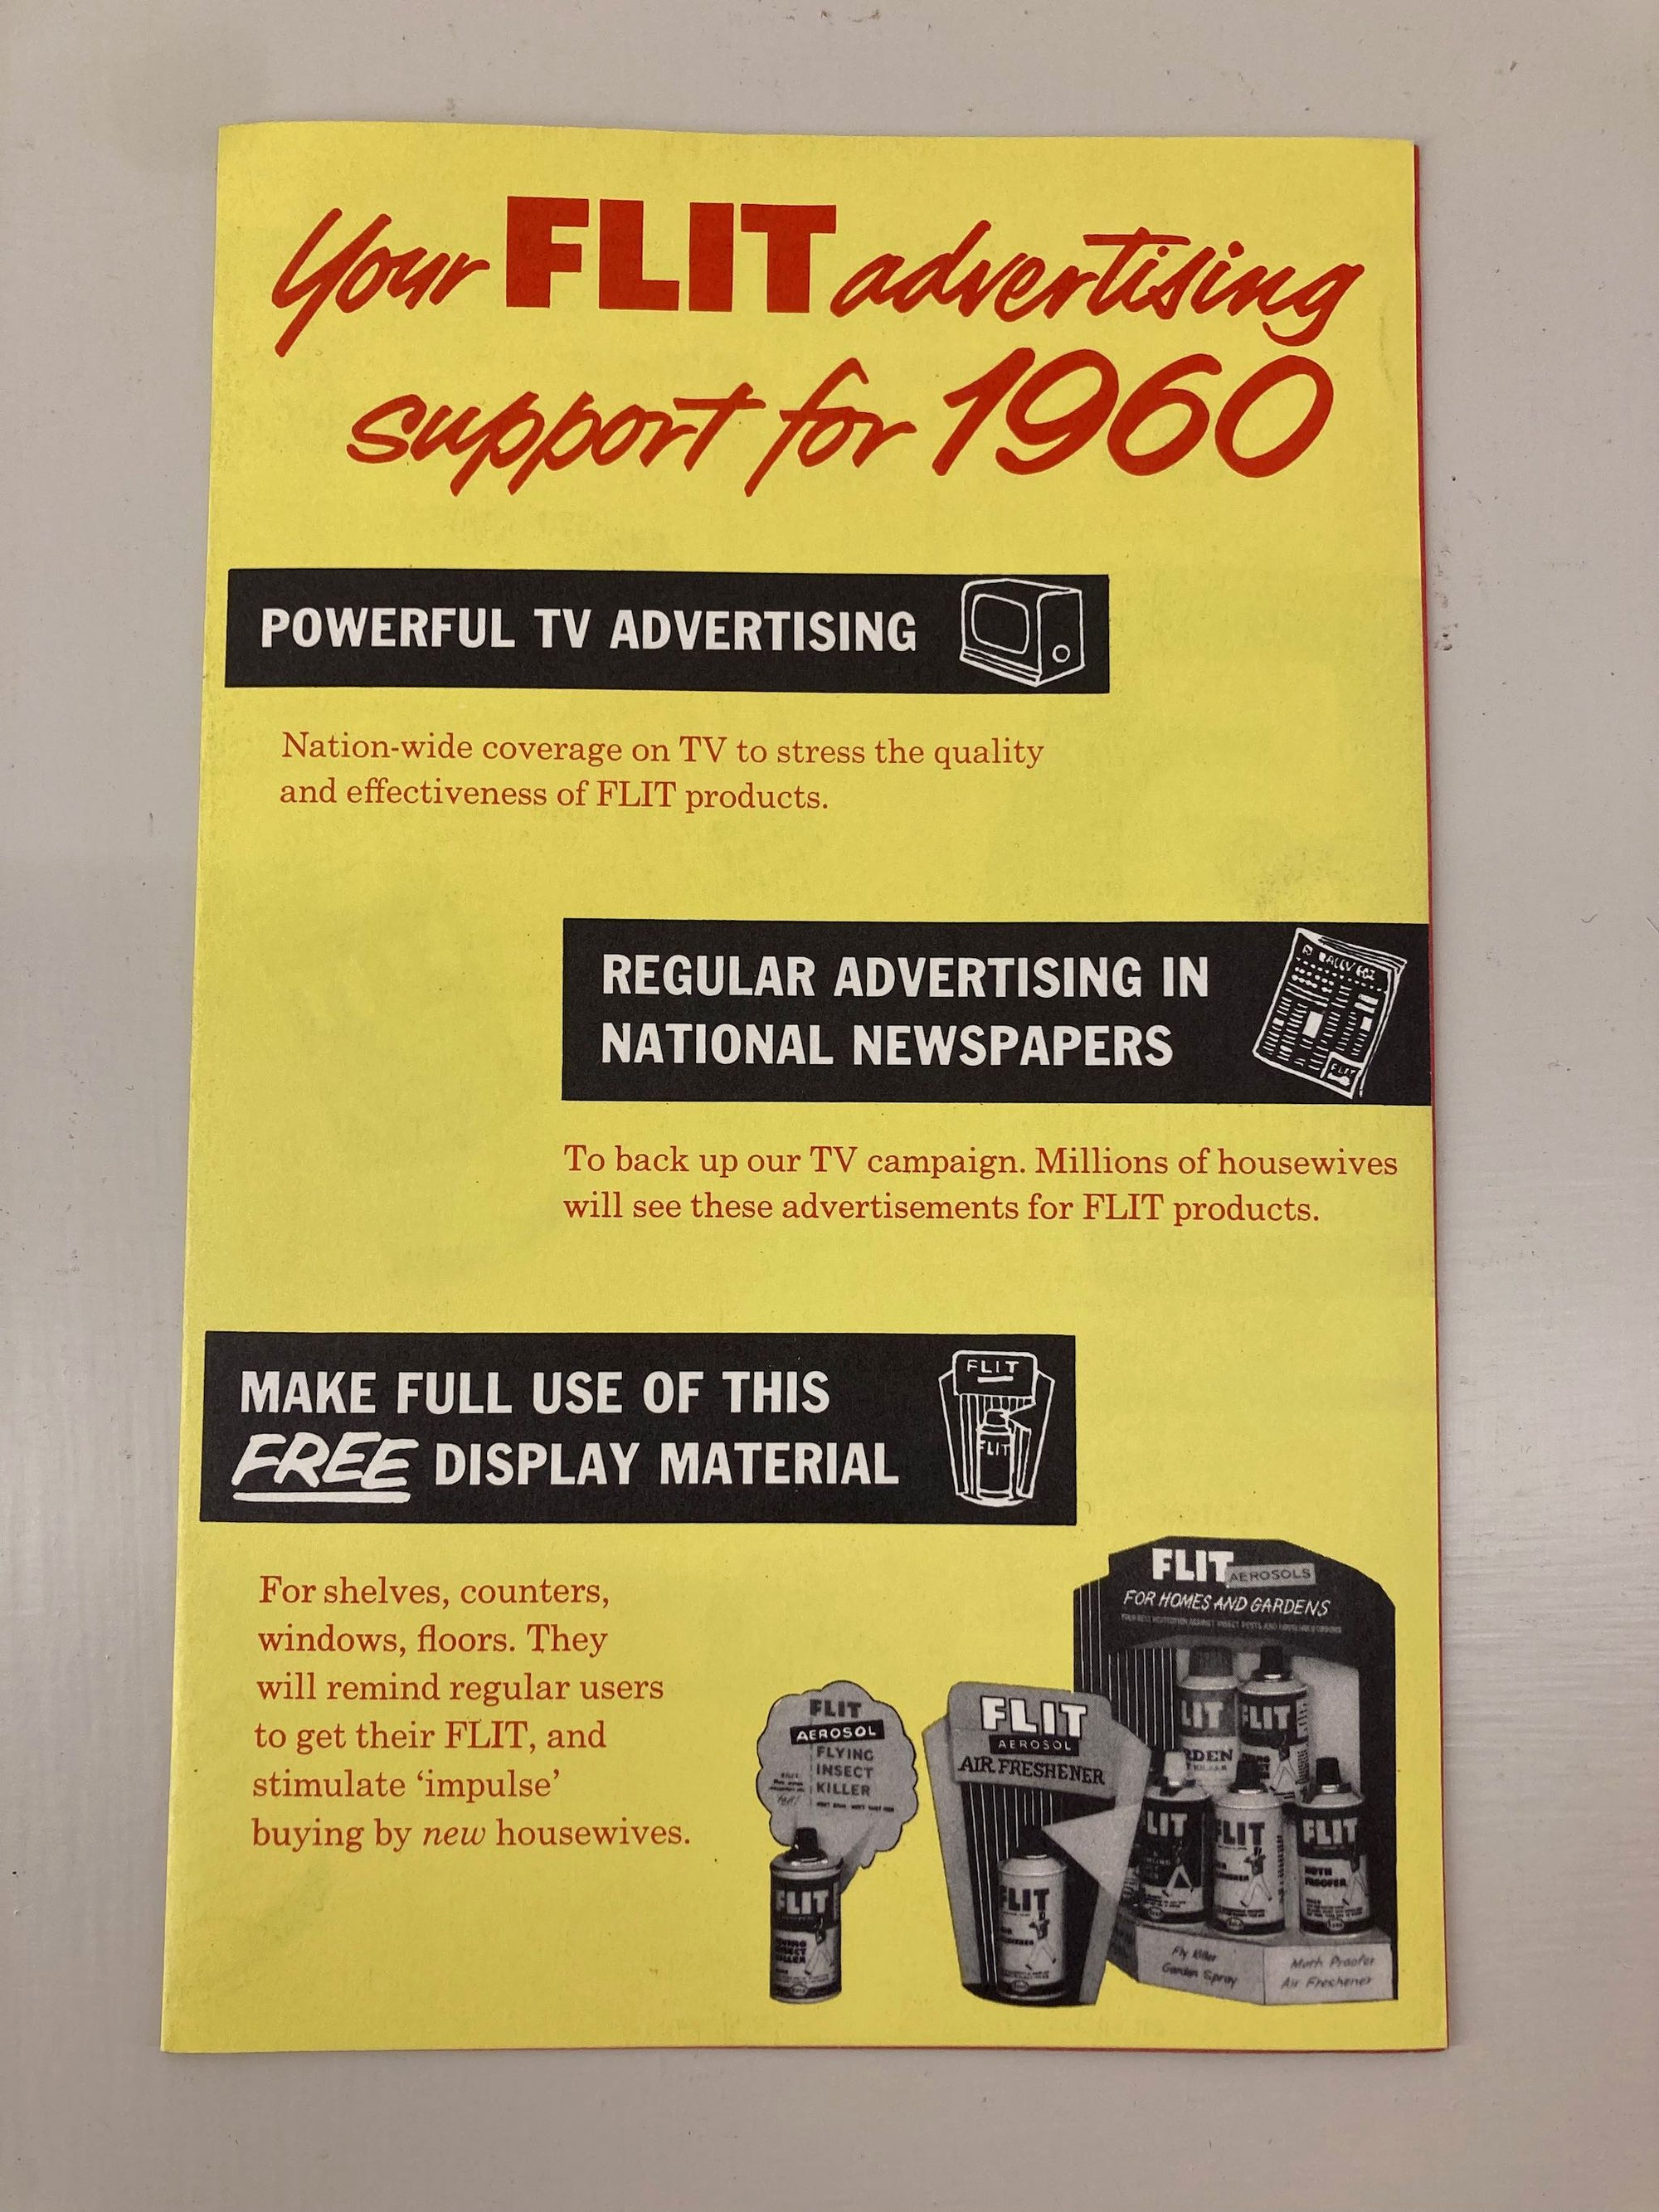 Your FLIT advertising
support for 1960
POWERFUL TV ADVERTISING
Nation-wide coverage on TV to stress the quality
and effectiveness of FLIT products.
REGULAR ADVERTISING IN
NATIONAL NEWSPAPERS
FLIT
To back up our TV campaign. Millions of housewives
will see these advertisements for FLIT products.
MAKE FULL USE OF THIS
FREE DISPLAY MATERIAL
FLIT
FLIT
For shelves, counters,
windows, floors. They
will remind regular users
to get their FLIT, and
stimulate ‘impulse’
buying by new housewives.
FLIT
AEROSOL
FLYING
INSECT
KILLER
FLIT
FLIT
AEROSOL
AIR FRESHENER
FLIT
FLIT AEROSOLS
FOR HOMES AND GARDENS
FLIT
FLIT
FLIT
MOTH
PROOFER
Fly Killer
Garden Spray
Moth Proofer
Air Freshener